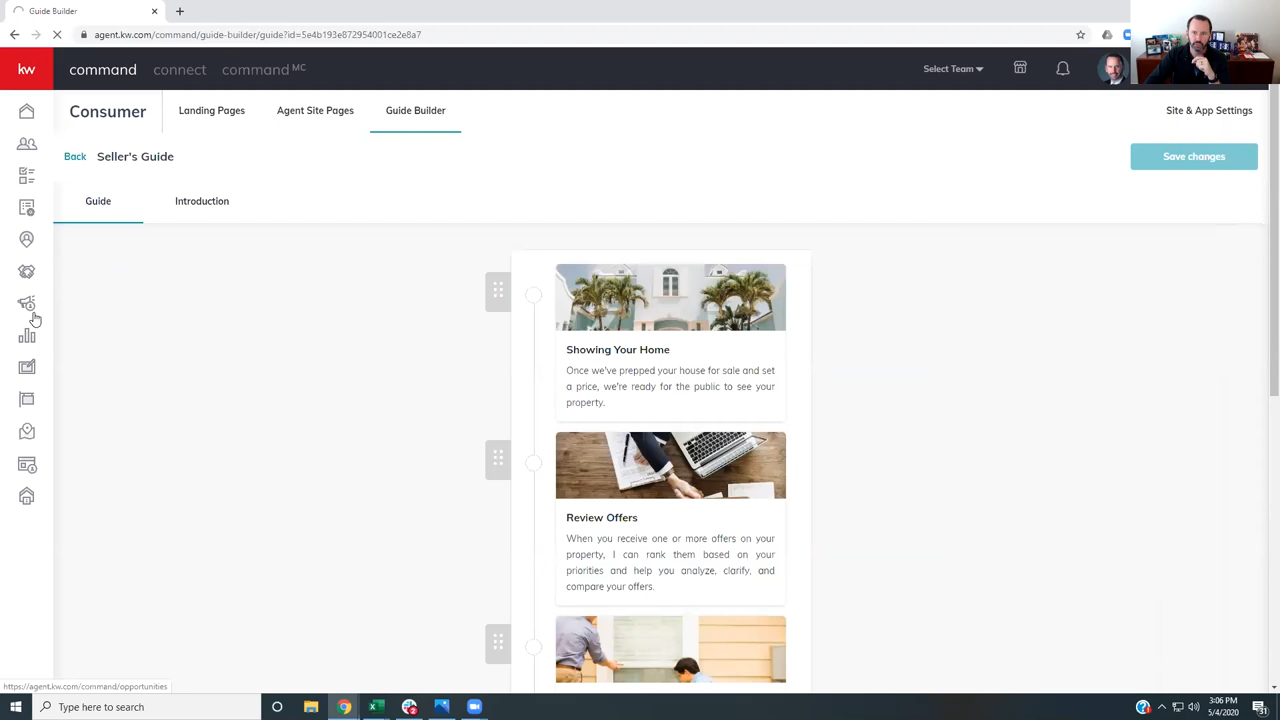 Guide Builder
agent.kw.com/command/guide-builder/guide?id=5e4b193e872954001ce2e8a7
kw command connect command MC Select Team
Consumer Landing Pages Agent Site Pages Guide Builder Site & App Settings
Back Seller's Guide Save changes
Guide Introduction
Showing Your Home
Once we've prepped your house for sale and set
a price, we're ready for the public to see your
property.
Review Offers
When you receive one or more offers on your
property, I can rank them based on your
priorities and help you analyze, clarify, and
compare your offers.
https://agent.kw.com/command/opportunities
Type here to search
3:06 PM
5/4/2020